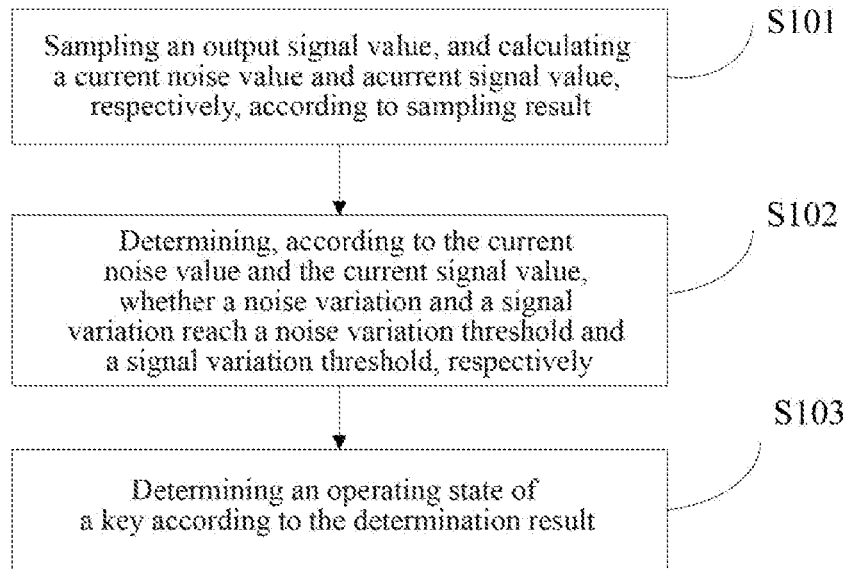 S101
Sampling an output signal value, and calculating
a current noise value and acurrent signal value,
respectively, according to sampling result
S102
Determining, according to the current
noise value and the current signal value,
whether a noise variation and a signal
variation reach a noise variation threshold and
a signal variation threshold, respectively
S103
Determining an operating state of
a key according to the determination result